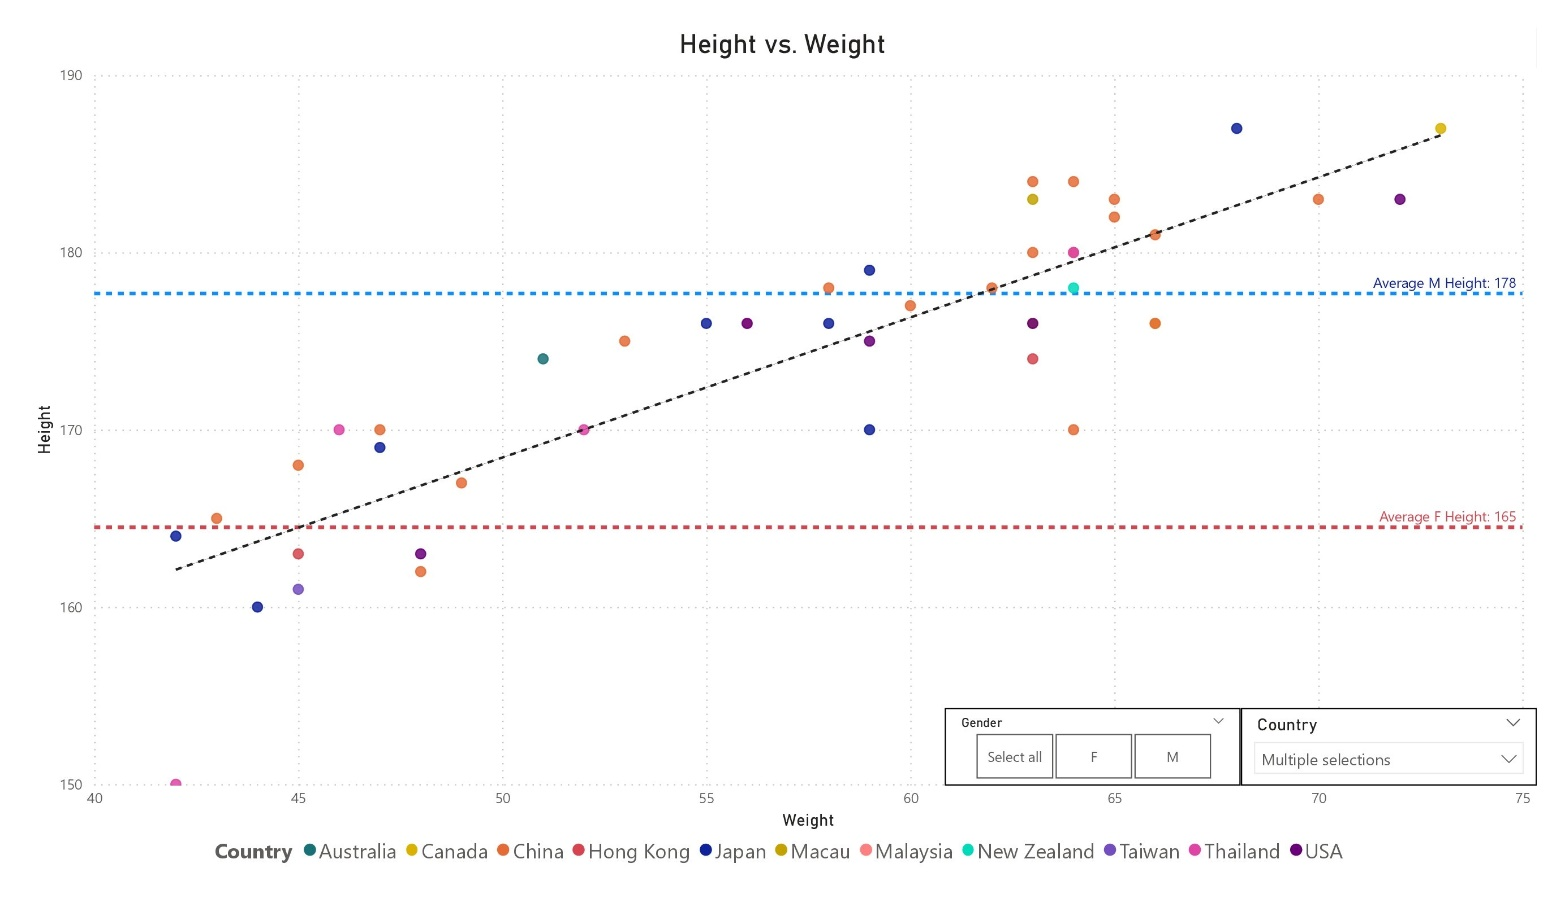 Height vs. Weight
190
180
Average M Height: 178
170
Height
Average F Height: 165
160
150
Gender
Select all
F
M
Country
Multiple selections
40 45 50 55 60 65 70 75
Weight
Country Australia Canada China Hong Kong Japan Macau Malaysia New Zealand Taiwan Thailand USA